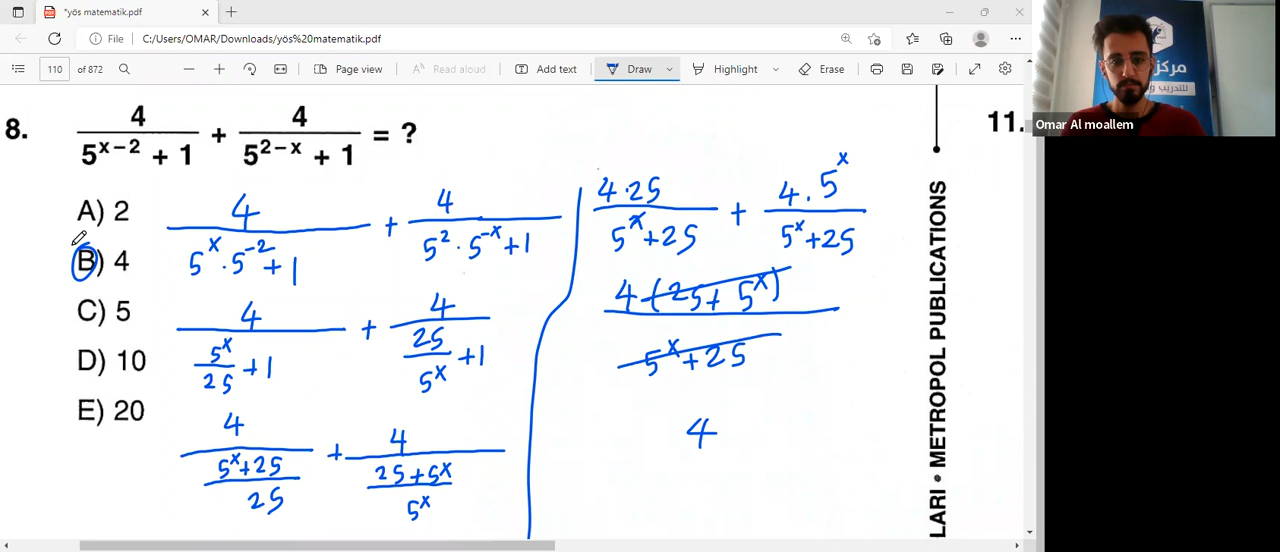 *yös matematik.pdf
File C:/Users/OMAR/Downloads/yös%20matematik.pdf
110 of 872 Page view Read aloud Add text Draw Highlight Erase
مركز
للتدريب
Omar Al moallem
8. 4/(5^(x−2) + 1) + 4/(5^(2−x) + 1) = ?
11.
A) 2
B) 4
C) 5
D) 10
E) 20
4/(5^x · 5^-2 + 1) + 4/(5^2 · 5^-x + 1)
4/(5^x/25 + 1) + 4/(25/5^x + 1)
4/((5^x + 25)/25) + 4/((25 + 5^x)/5^x)
4·25/(5^x + 25) + 4·5^x/(5^x + 25)
4(25 + 5^x)/(5^x + 25)
4
LARI • METROPOL PUBLICATIONS